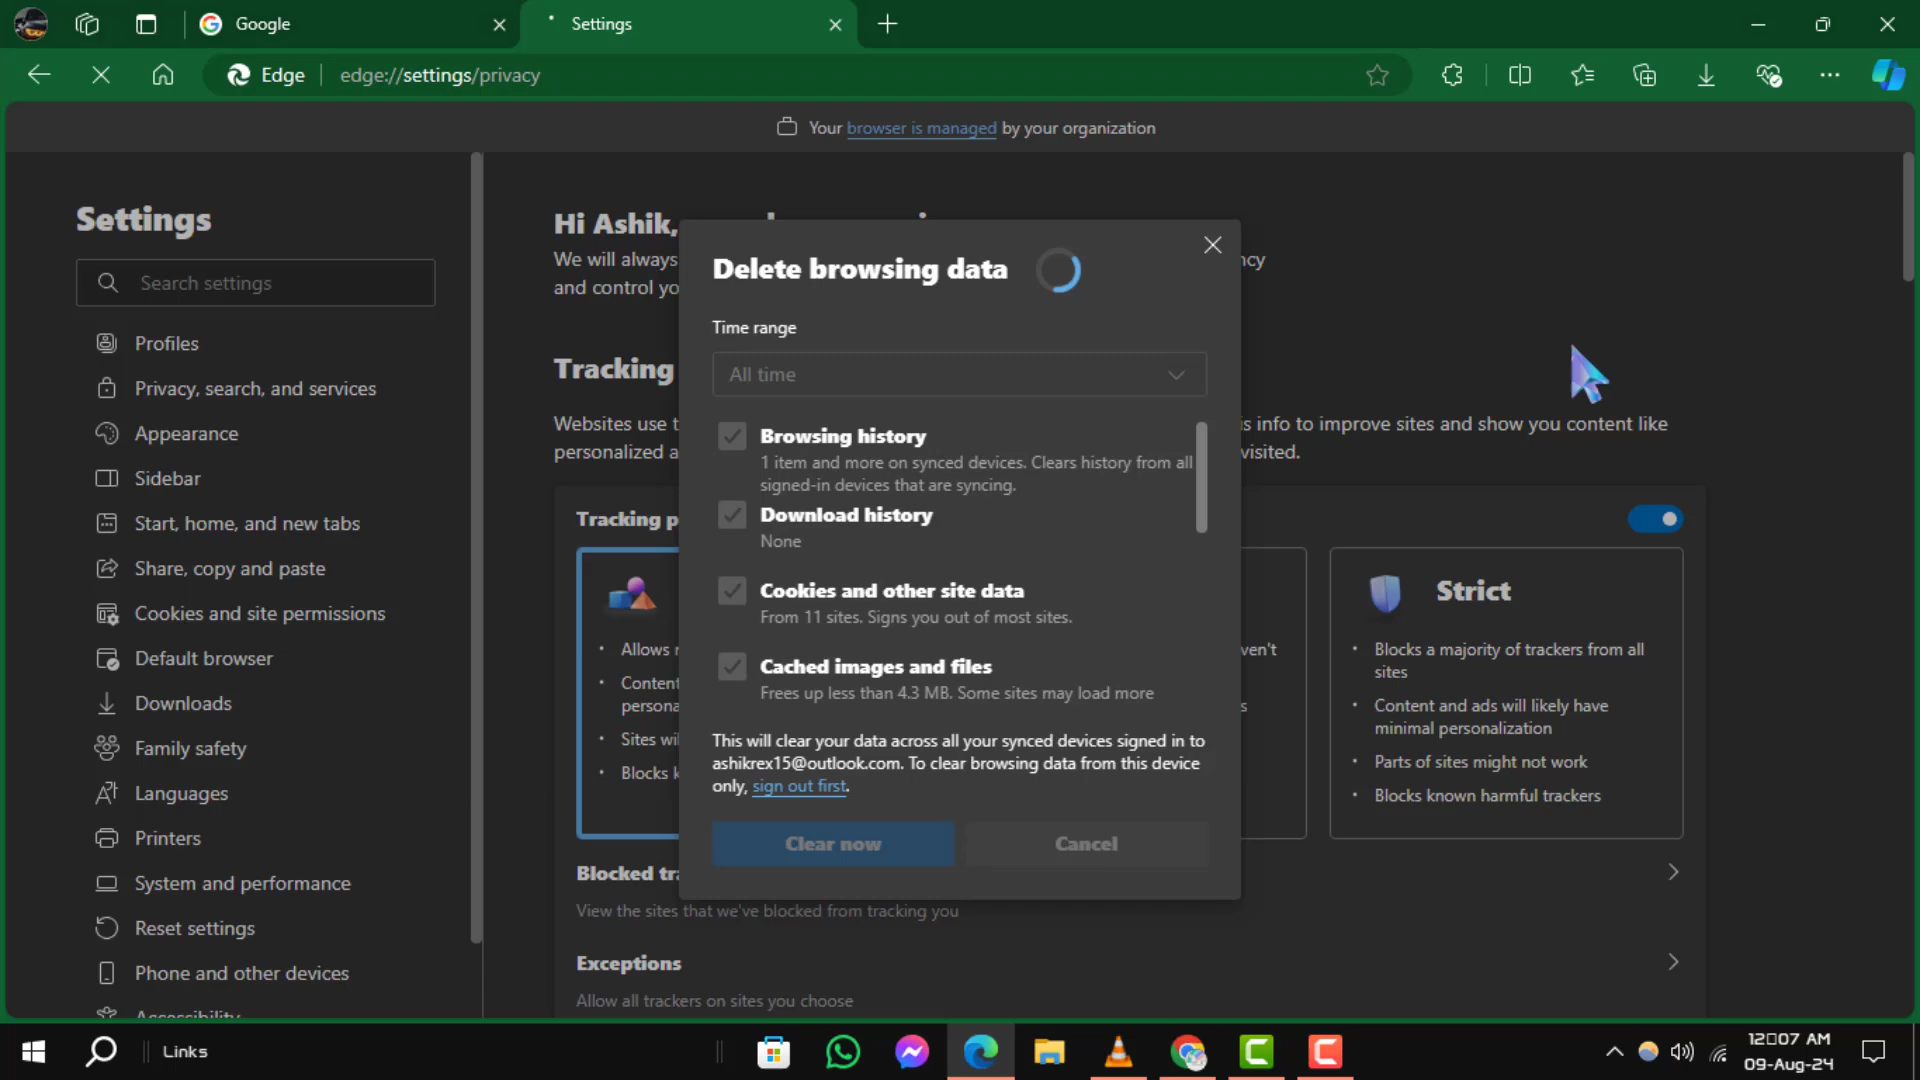 Google
Settings
Edge
edge://settings/privacy
Your browser is managed by your organization
Settings
Search settings
Profiles
Privacy, search, and services
Appearance
Sidebar
Start, home, and new tabs
Share, copy and paste
Cookies and site permissions
Default browser
Downloads
Family safety
Languages
Printers
System and performance
Reset settings
Phone and other devices
Accessibility
Hi Ashik,
We will always
and control
Tracking
Websites use
is info to improve sites and show you content like
personalized
visited.
Tracking
Allows
Content
Sites
Blocks
Strict
Blocks a majority of trackers from all
sites
Content and ads will likely have
minimal personalization
Parts of sites might not work
Blocks known harmful trackers
Blocked
View the sites that we've blocked from tracking you
Exceptions
Allow all trackers on sites you choose
Delete browsing data
Time range
All time
Browsing history
1 item and more on synced devices. Clears history from all
signed-in devices that are syncing.
Download history
None
Cookies and other site data
From 11 sites. Signs you out of most sites.
Cached images and files
Frees up less than 4.3 MB. Some sites may load more
This will clear your data across all your synced devices signed in to
ashikrex15@outlook.com. To clear browsing data from this device
only, sign out first.
Clear now
Cancel
Links
12▯07 AM
09-Aug-24